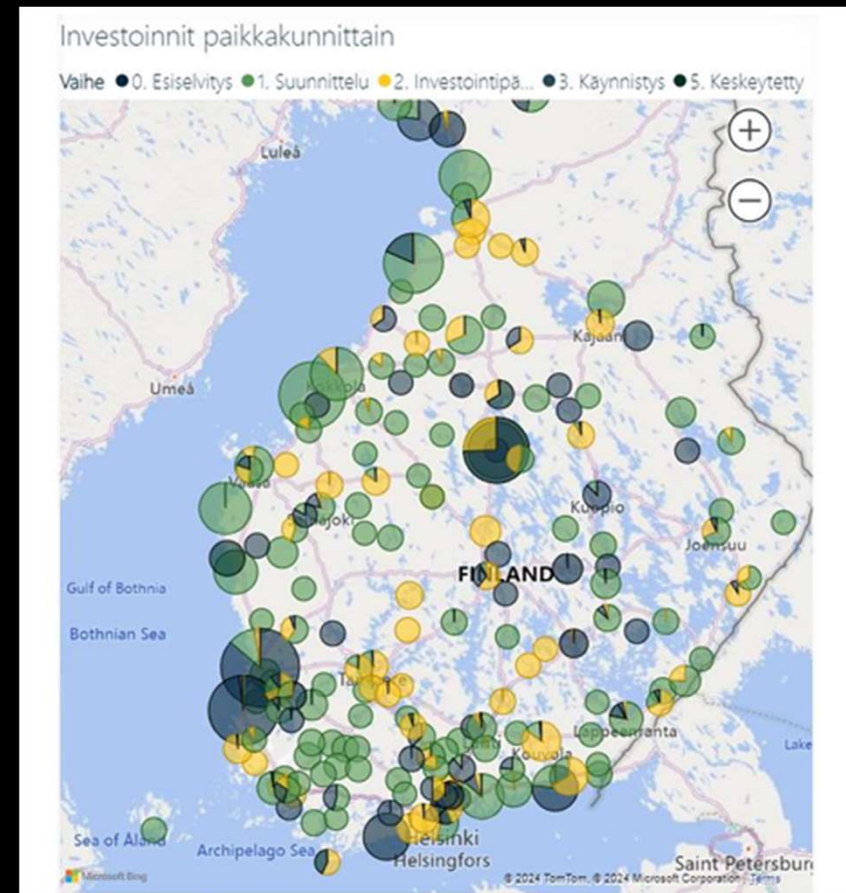 Investoinnit paikkakunnittain
Vaihe 0. Esiselvitys 1. Suunnittelu 2. Investointipä... 3. Käynnistys 5. Keskeytetty
Luleå
Kajaani
Umeå
Kokkola
Vaasa
Kuopio
Joensuu
FINLAND
Gulf of Bothnia
Bothnian Sea
Tampere
Lappeenranta
Lake
Kouvola
Sea of Åland
Archipelago Sea
Helsinki
Helsingfors
Saint Petersburg
Microsoft Bing
© 2024 TomTom, © 2024 Microsoft Corporation Terms